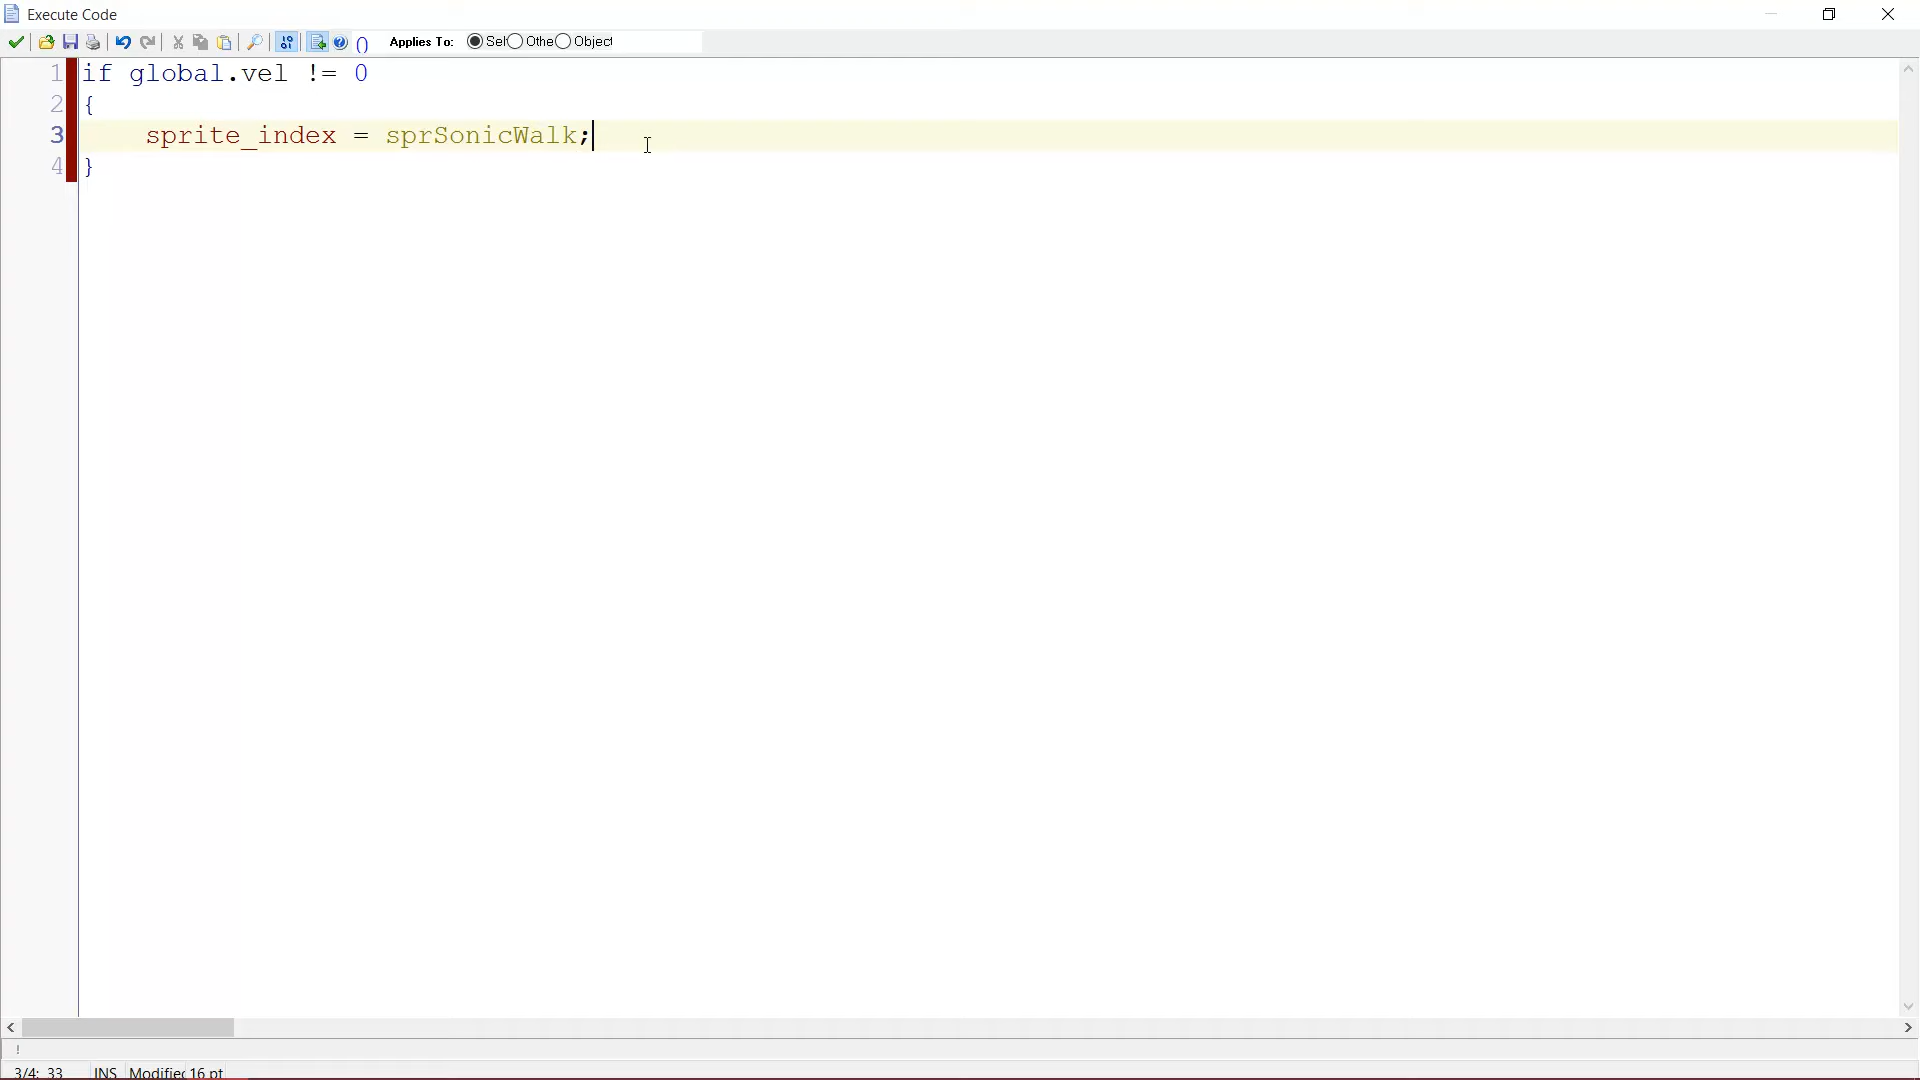 Execute Code
Applies To: Self Othe Object
1 if global.vel != 0
2 {
3 sprite_index = sprSonicWalk;
4 }
!
3/4: 33 INS Modified 16 pt